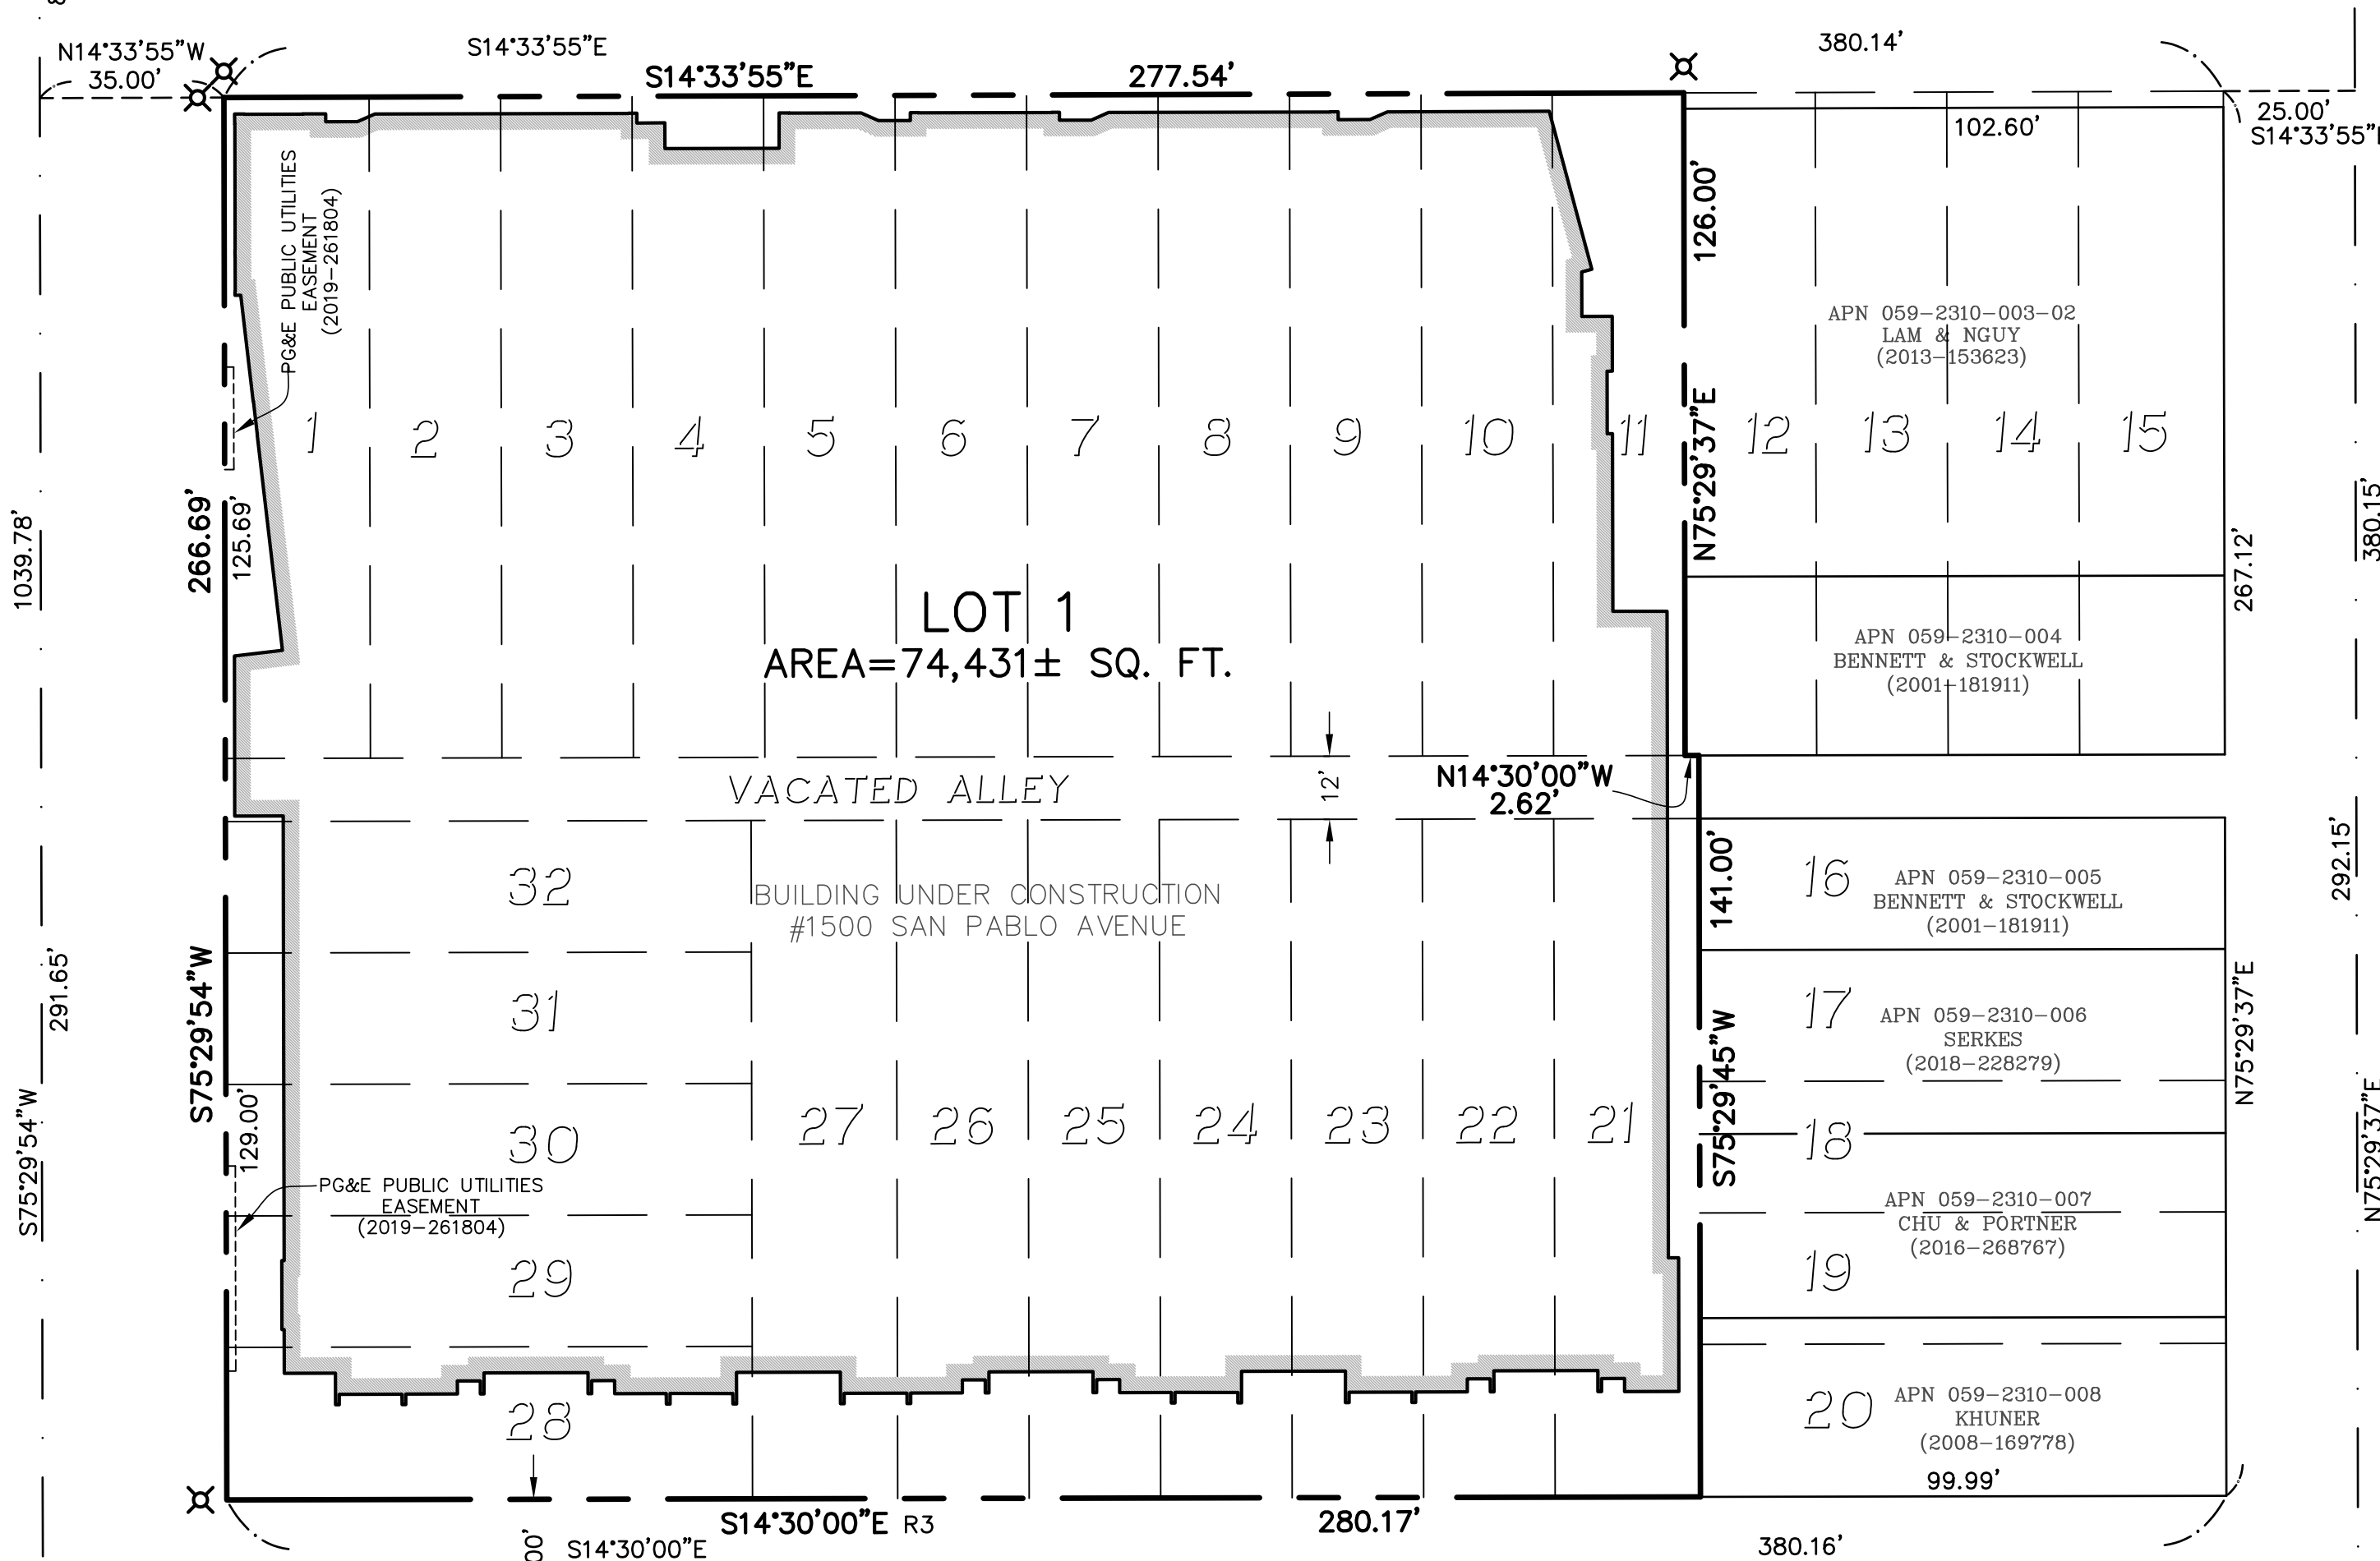 N14°33'55"W
35.00'
S14°33'55"E
S14°33'55"E
277.54'
380.14'
25.00'
102.60'
PG&E PUBLIC UTILITIES
EASEMENT
(2019-261804)
126.00'
N75°29'37"E
APN 059-2310-003-02
LAM & NGUY
(2013-153623)
1
2
3
4
5
6
7
8
9
10
11
12
13
14
15
1039.78'
266.69'
125.69'
380.15'
267.12'
LOT 1
AREA=74,431± SQ. FT.
APN 059-2310-004
BENNETT & STOCKWELL
(2001-181911)
VACATED ALLEY
12'
N14°30'00"W
2.62'
32
BUILDING UNDER CONSTRUCTION
#1500 SAN PABLO AVENUE
141.00'
16
APN 059-2310-005
BENNETT & STOCKWELL
(2001-181911)
292.15'
291.65'
S75°29'54"W
31
17
APN 059-2310-006
SERKES
(2018-228279)
N75°29'37"E
S75°29'54"W
129.00'
30
27
26
25
24
23
22
21
S75°29'45"W
18
N75°29'37"E
PG&E PUBLIC UTILITIES
EASEMENT
(2019-261804)
APN 059-2310-007
CHU & PORTNER
(2016-268767)
29
19
28
20
APN 059-2310-008
KHUNER
(2008-169778)
99.99'
S14°30'00"E R3
280.17'
S14°30'00"E
380.16'